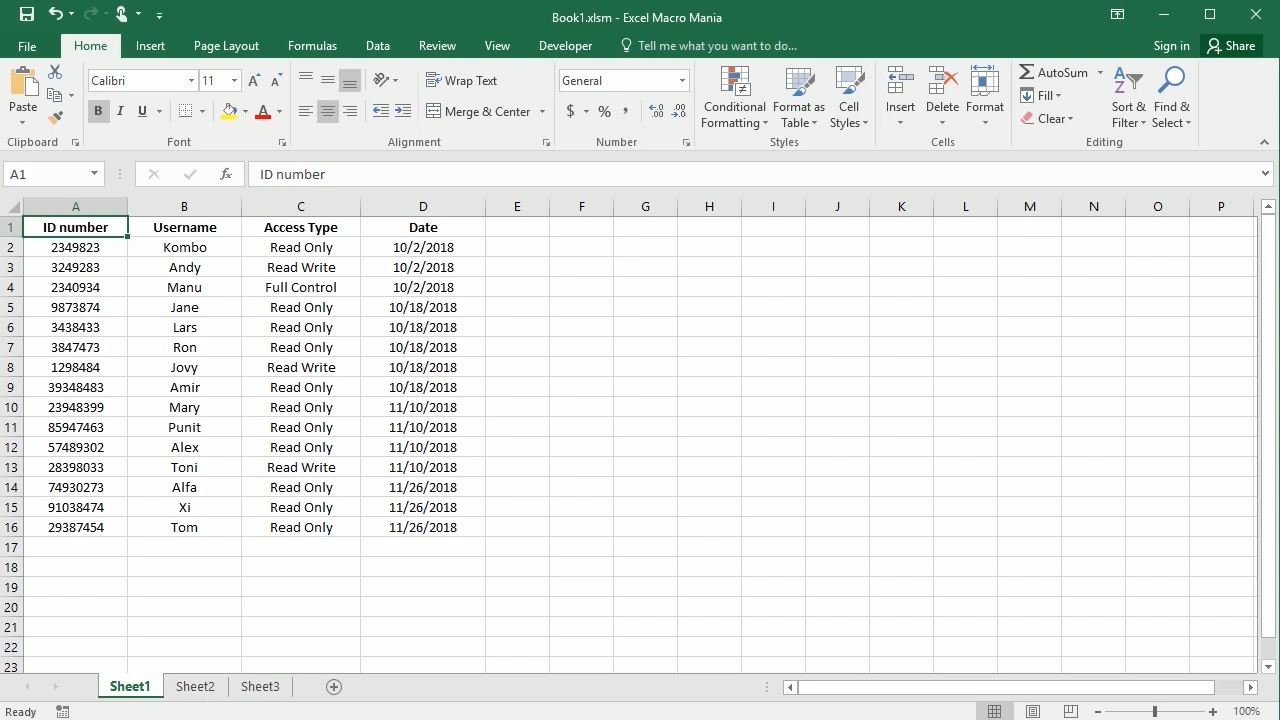 Book1.xlsm - Excel Macro Mania
File Home Insert Page Layout Formulas Data Review View Developer Tell me what you want to do... Sign in Share
Paste
Clipboard
Calibri 11
B I U A
Font
Wrap Text
Merge & Center
Alignment
General
$ % ,
Number
Conditional Formatting
Format as Table
Cell Styles
Styles
Insert Delete Format
Cells
AutoSum
Fill
Clear
Sort & Filter
Find & Select
Editing
A1 fx ID number
A B C D E F G H I J K L M N O P
1 ID number Username Access Type Date
2 2349823 Kombo Read Only 10/2/2018
3 3249283 Andy Read Write 10/2/2018
4 2340934 Manu Full Control 10/2/2018
5 9873874 Jane Read Only 10/18/2018
6 3438433 Lars Read Only 10/18/2018
7 3847473 Ron Read Only 10/18/2018
8 1298484 Jovy Read Write 10/18/2018
9 39348483 Amir Read Only 10/18/2018
10 23948399 Mary Read Only 11/10/2018
11 85947463 Punit Read Only 11/10/2018
12 57489302 Alex Read Only 11/10/2018
13 28398033 Toni Read Write 11/10/2018
14 74930273 Alfa Read Only 11/26/2018
15 91038474 Xi Read Only 11/26/2018
16 29387454 Tom Read Only 11/26/2018
17
18
19
20
21
22
23
Sheet1 Sheet2 Sheet3
Ready 100%